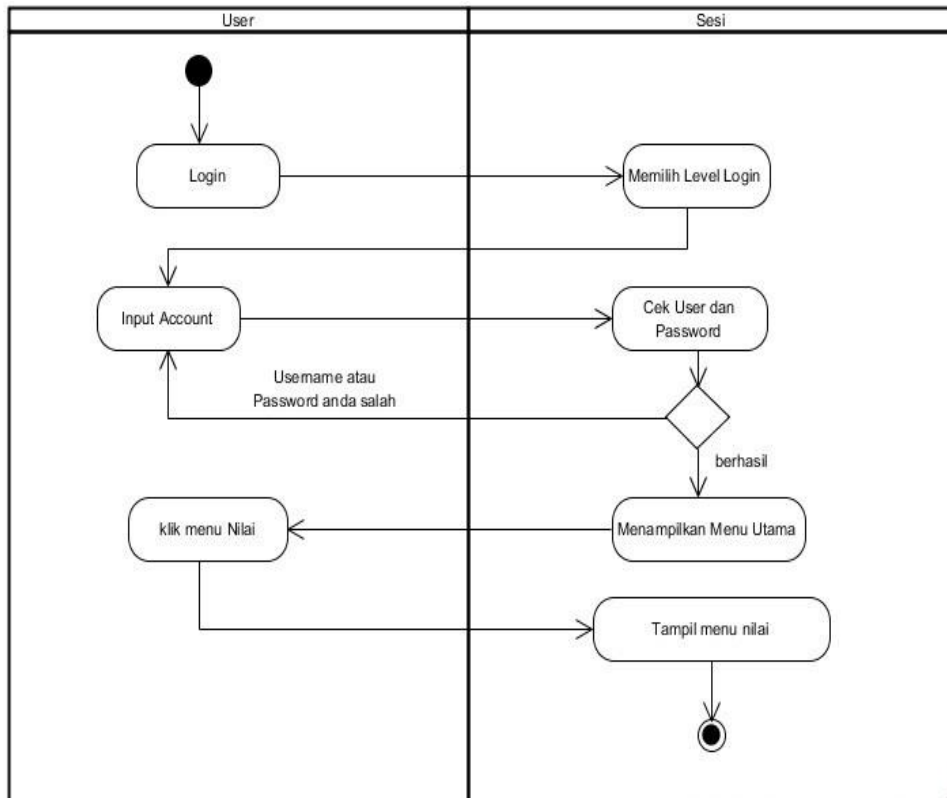 User
Sesi
Login
Memilih Level Login
Input Account
Cek User dan
Password
Username atau
Password anda salah
berhasil
klik menu Nilai
Menampilkan Menu Utama
Tampil menu nilai